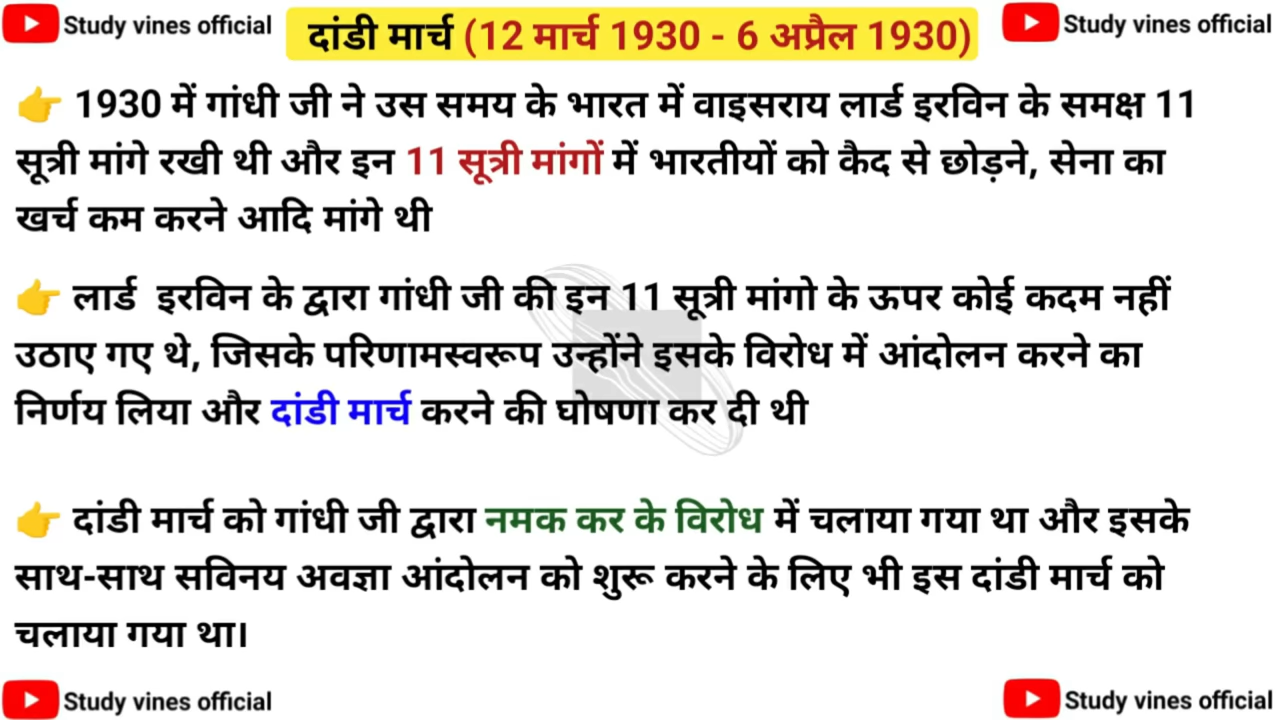 Study vines official
दांडी मार्च (12 मार्च 1930 - 6 अप्रैल 1930)
Study vines official
👉 1930 में गांधी जी ने उस समय के भारत में वाइसराय लार्ड इरविन के समक्ष 11
सूत्री मांगे रखी थी और इन 11 सूत्री मांगों में भारतीयों को कैद से छोड़ने, सेना का
खर्च कम करने आदि मांगे थी
👉 लार्ड इरविन के द्वारा गांधी जी की इन 11 सूत्री मांगो के ऊपर कोई कदम नहीं
उठाए गए थे, जिसके परिणामस्वरूप उन्होंने इसके विरोध में आंदोलन करने का
निर्णय लिया और दांडी मार्च करने की घोषणा कर दी थी
👉 दांडी मार्च को गांधी जी द्वारा नमक कर के विरोध में चलाया गया था और इसके
साथ-साथ सविनय अवज्ञा आंदोलन को शुरू करने के लिए भी इस दांडी मार्च को
चलाया गया था।
Study vines official
Study vines official